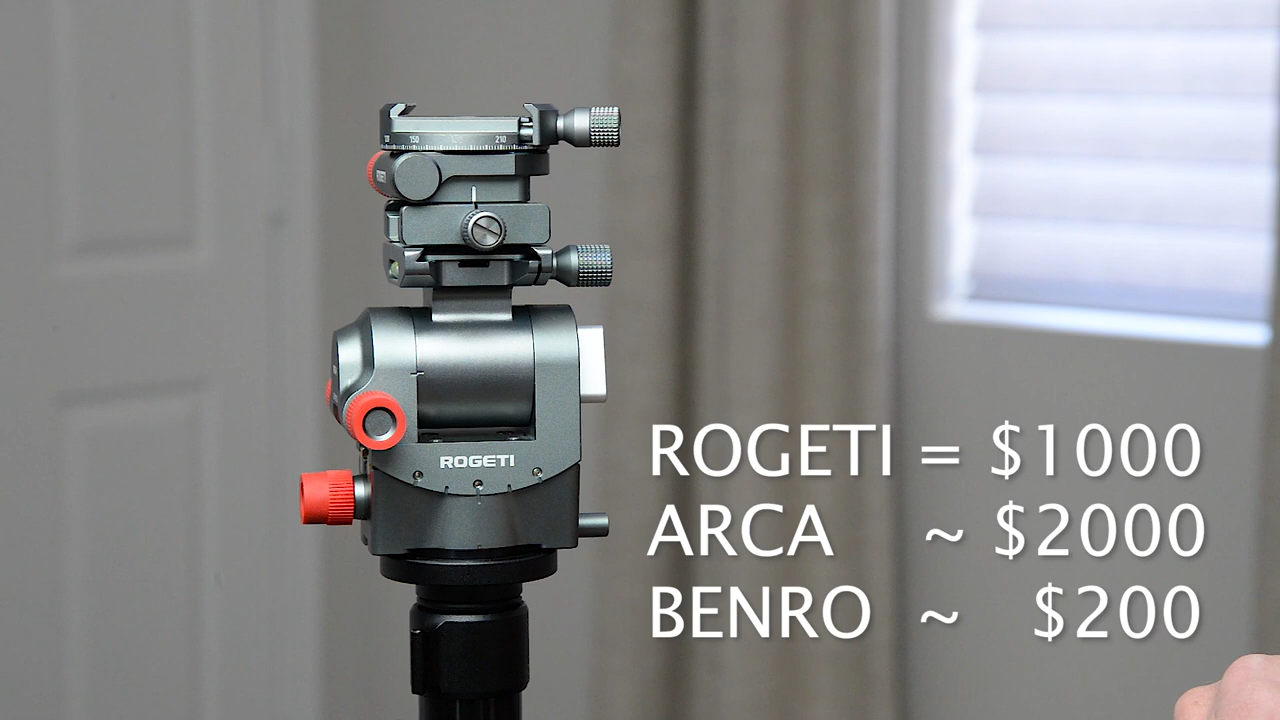 150
210
ROGETI
ROGETI = $1000
ARCA ~ $2000
BENRO ~ $200